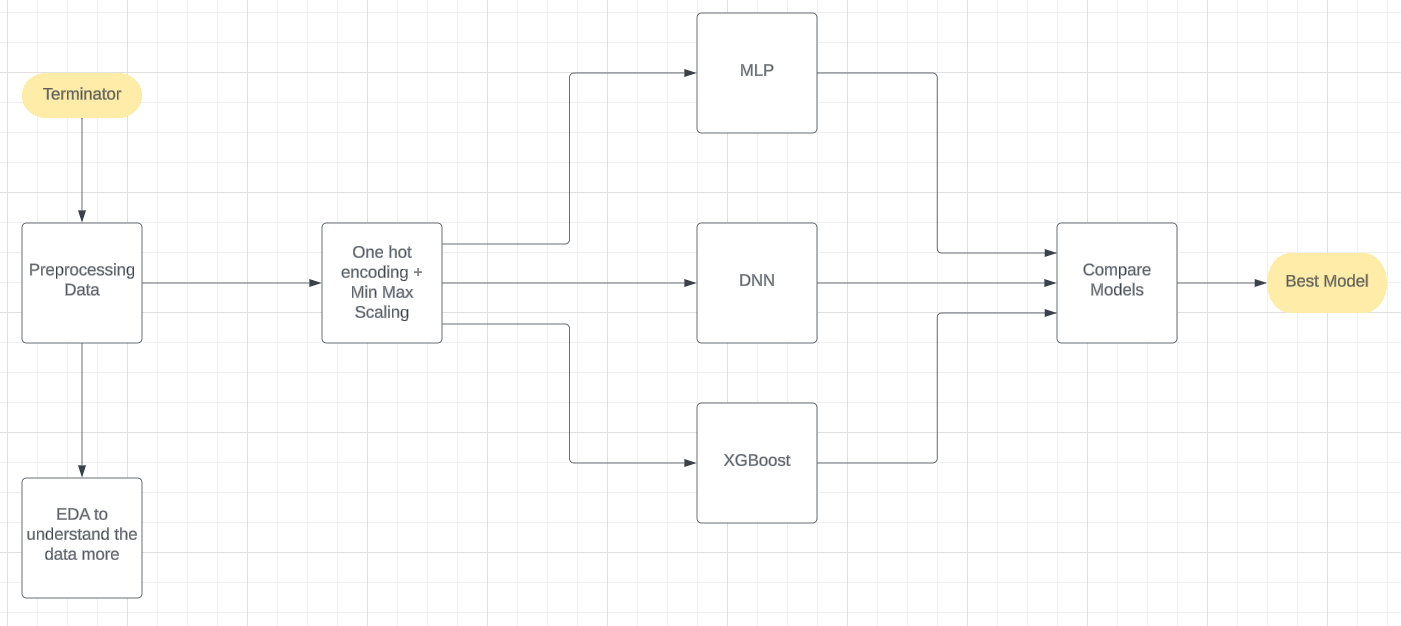 Terminator
Preprocessing
Data
EDA to
understand the
data more
One hot
encoding +
Min Max
Scaling
MLP
DNN
XGBoost
Compare
Models
Best Model